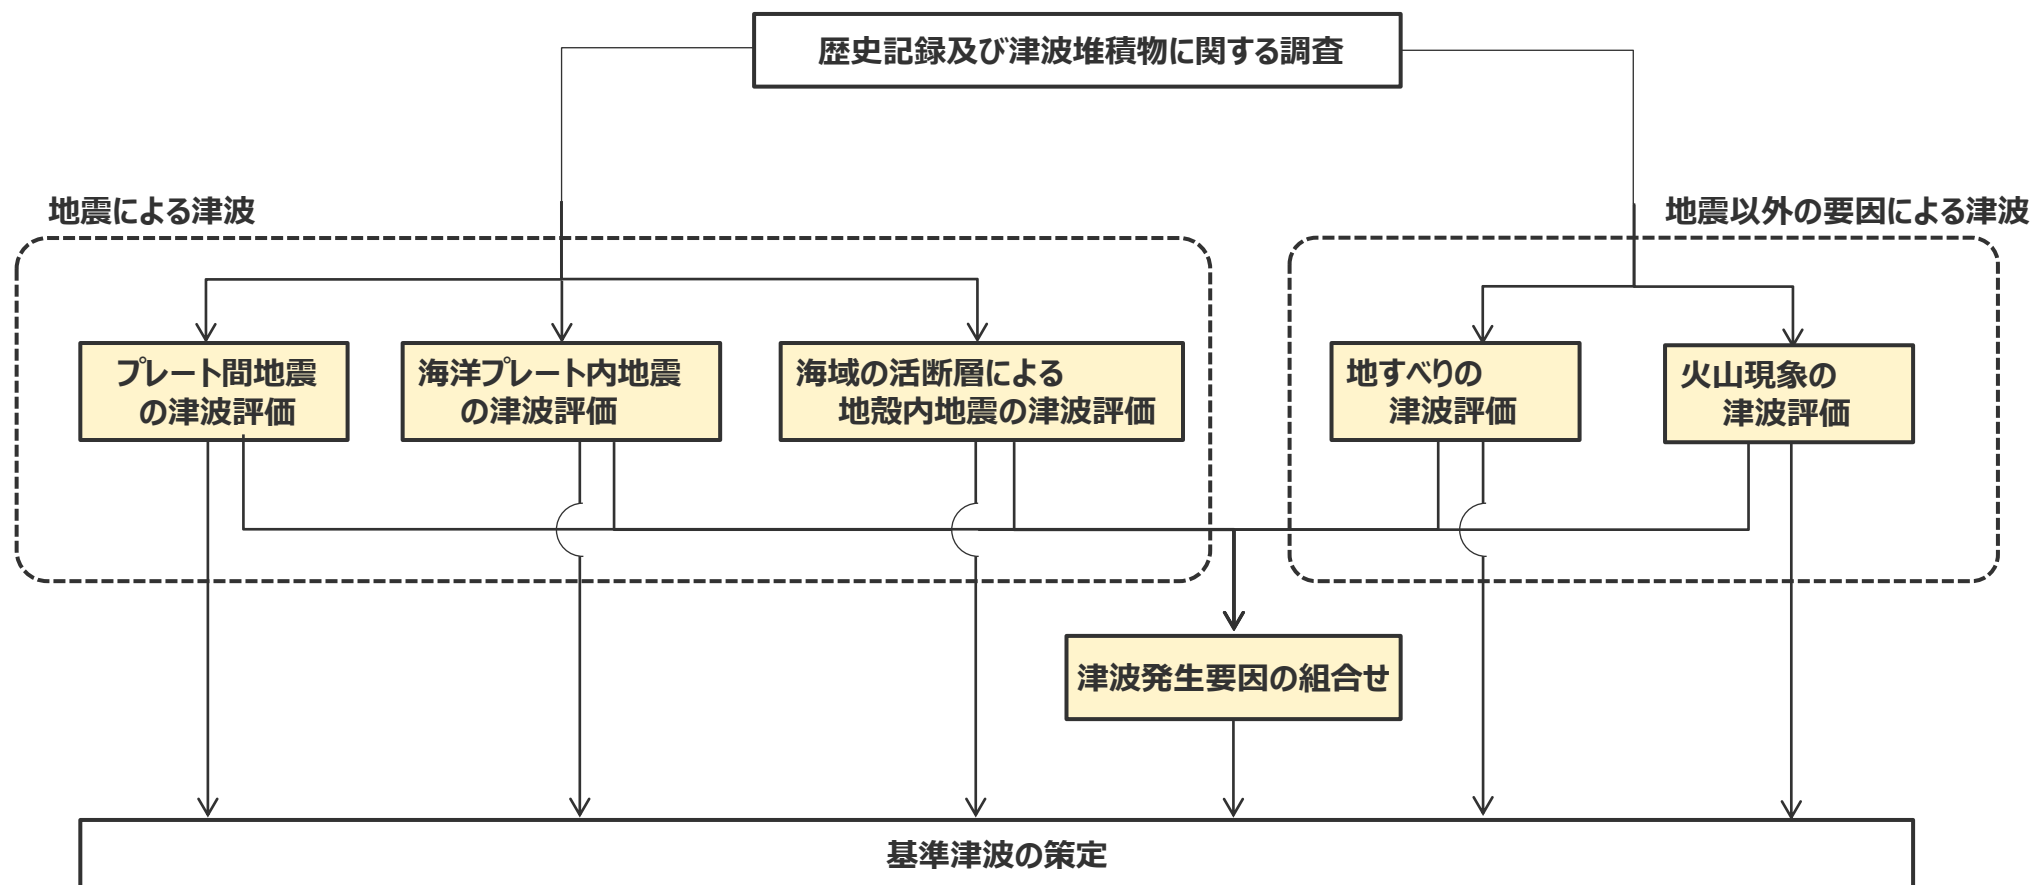 歴史記録及び津波堆積物に関する調査
地震による津波
地震以外の要因による津波
プレート間地震
の津波評価
海洋プレート内地震
の津波評価
海域の活断層による
地殻内地震の津波評価
地すべりの
津波評価
火山現象の
津波評価
津波発生要因の組合せ
基準津波の策定